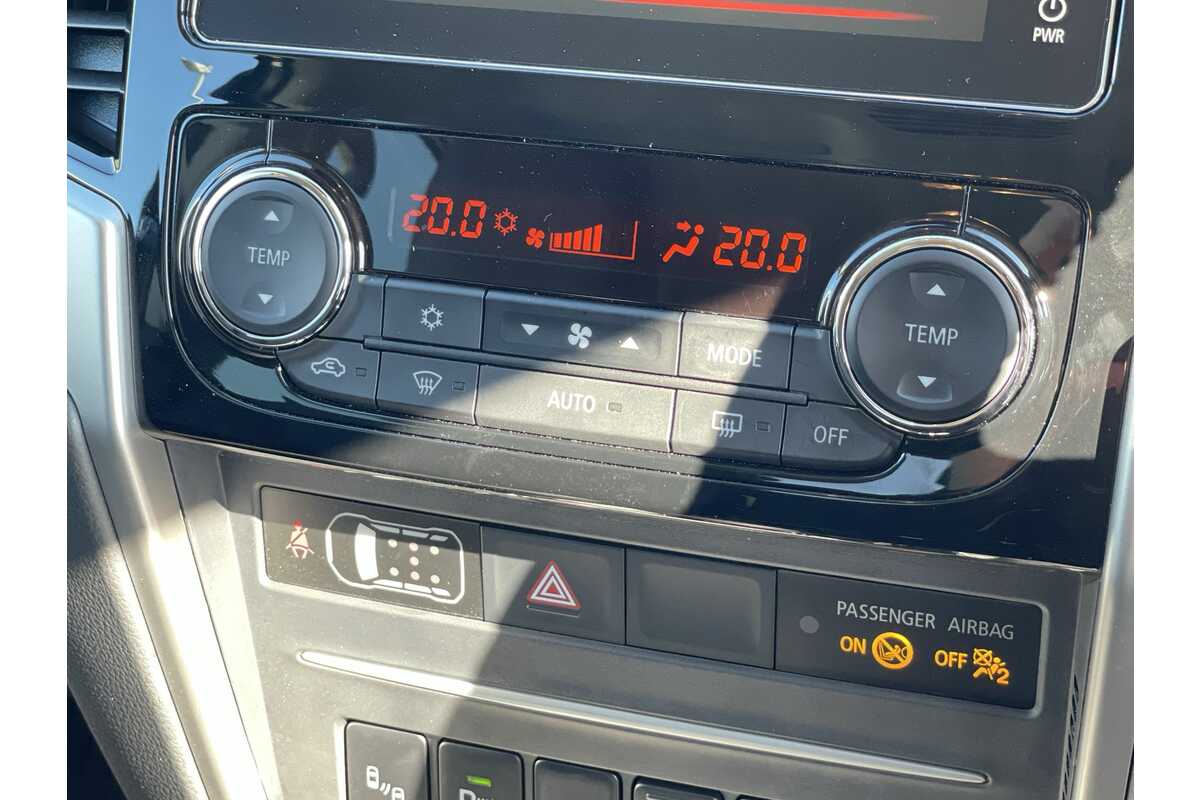 PWR
20.0 20.0
TEMP
TEMP
MODE
AUTO
OFF
PASSENGER AIRBAG
ON OFF 2